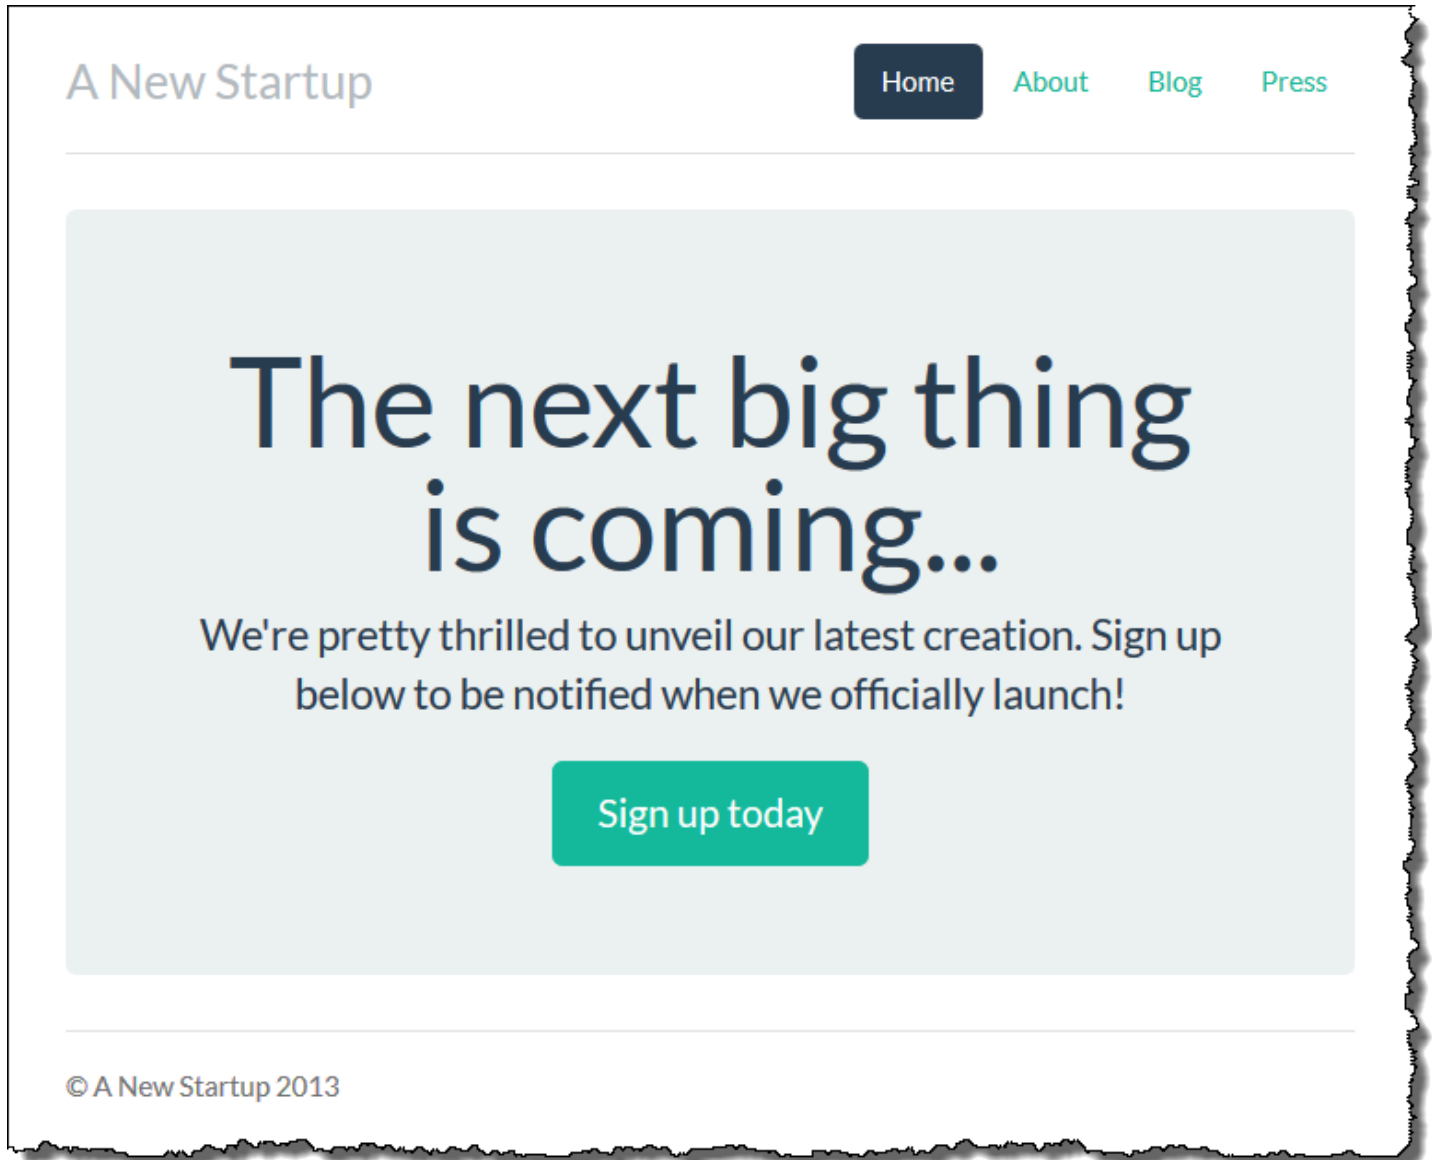 A New Startup
Home About Blog Press
The next big thing
is coming...
We're pretty thrilled to unveil our latest creation. Sign up
below to be notified when we officially launch!
Sign up today
© A New Startup 2013